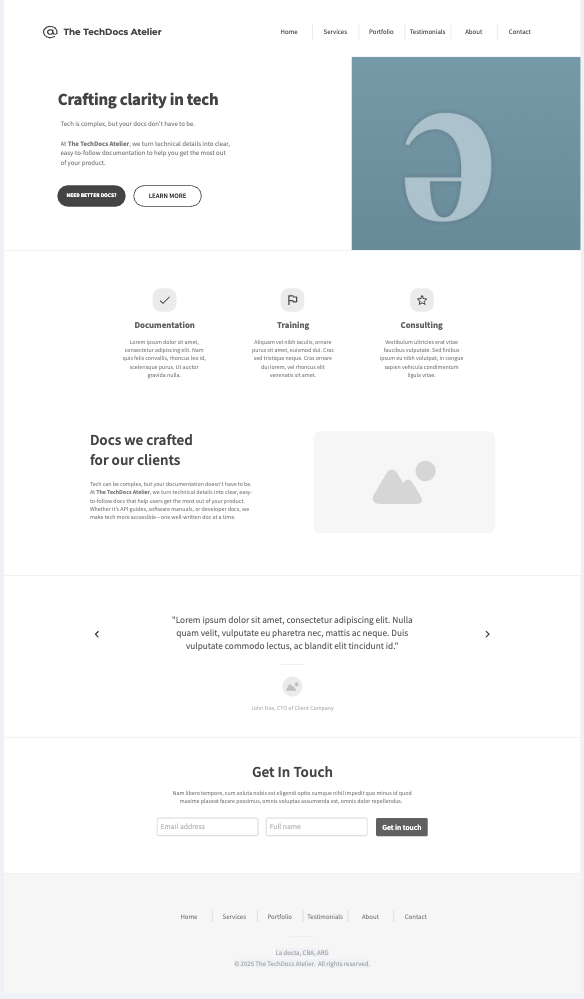 The TechDocs Atelier
Home Services Portfolio Testimonials About Contact
Crafting clarity in tech
Tech is complex, but your docs don't have to be.
At The TechDocs Atelier, we turn technical details into clear,
easy-to-follow documentation to help you get the most out
of your product.
NEED BETTER DOCS? LEARN MORE
ə
Documentation
Lorem ipsum dolor sit amet,
consectetur adipiscing elit. Nam
quis felis convallis, rhoncus leo id,
scelerisque purus. Ut auctor
gravida nulla.
Training
Aliquam vel nibh iaculis, ornare
purus sit amet, euismod dui. Cras
sed tristique neque. Cras ornare
dui lorem, vel rhoncus elit
venenatis sit amet.
Consulting
Vestibulum ultricies erat vitae
faucibus vulputate. Sed finibus
ipsum eu nibh volutpat, in congue
sapien vehicula condimentum
ligula vitae.
Docs we crafted
for our clients
Tech can be complex, but your documentation doesn't have to be.
At The TechDocs Atelier, we turn technical details into clear, easy-
to-follow docs that help users get the most out of your product.
Whether it's API guides, software manuals, or developer docs, we
make tech more accessible—one well-written doc at a time.
"Lorem ipsum dolor sit amet, consectetur adipiscing elit. Nulla
quam velit, vulputate eu pharetra nec, mattis ac neque. Duis
vulputate commodo lectus, ac blandit elit tincidunt id."
John Doe, CTO of Client Company
Get In Touch
Nam libero tempore, cum soluta nobis est eligendi optio cumque nihil impedit quo minus id quod
maxime placeat facere possimus, omnis voluptas assumenda est, omnis dolor repellendus.
Email address Full name Get in touch
Home Services Portfolio Testimonials About Contact
La docta, CBA, ARG
© 2025 The TechDocs Atelier. All rights reserved.